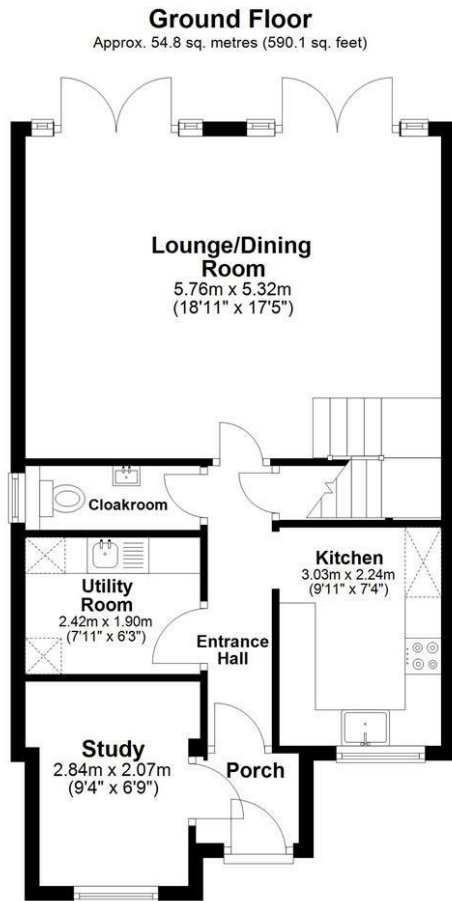 Ground Floor
Approx. 54.8 sq. metres (590.1 sq. feet)
Lounge/Dining
Room
5.76m x 5.32m
(18'11" x 17'5")
Cloakroom
Kitchen
3.03m x 2.24m
(9'11" x 7'4")
Utility
Room
2.42m x 1.90m
(7'11" x 6'3")
Entrance
Hall
Study
2.84m x 2.07m
(9'4" x 6'9")
Porch